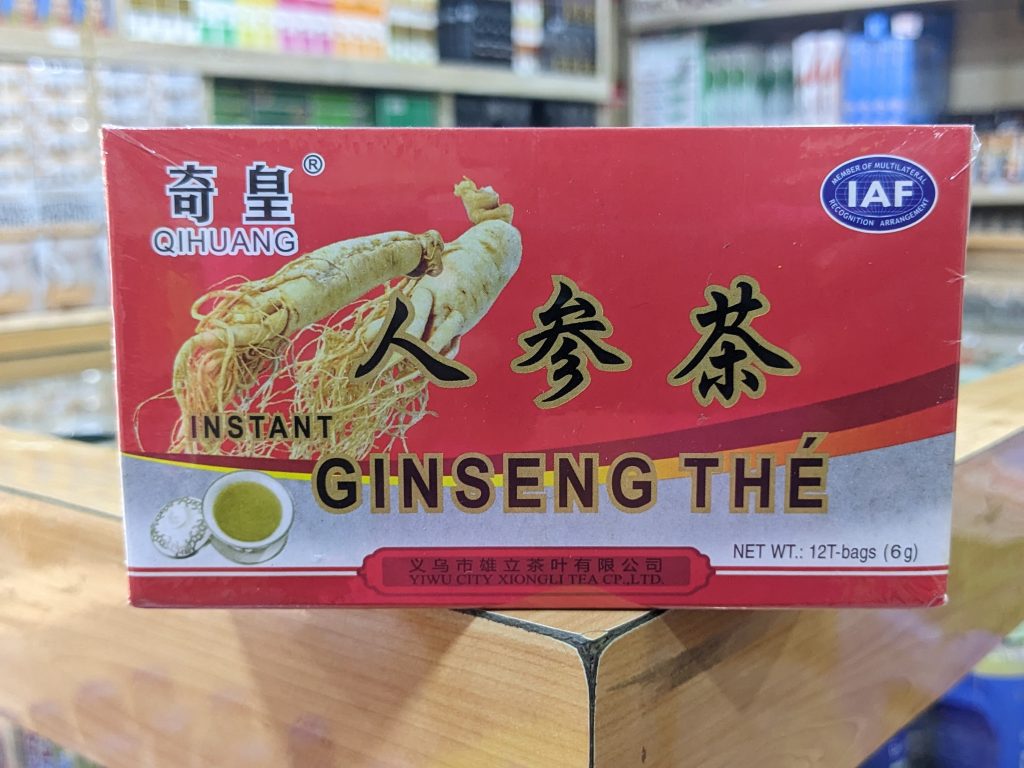 奇皇®
QIHUANG
MEMBER OF MULTILATERAL
IAF
RECOGNITION ARRANGEMENT
人参茶
INSTANT
GINSENG THÉ
NET WT.: 12T-bags (6g)
义乌市雄立茶叶有限公司
YIWU CITY XIONGLI TEA CP.,LTD.